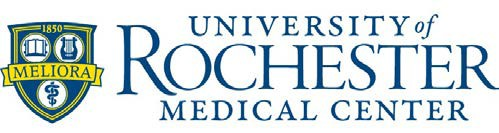 1850
MELIORA
UNIVERSITY of
ROCHESTER
MEDICAL CENTER